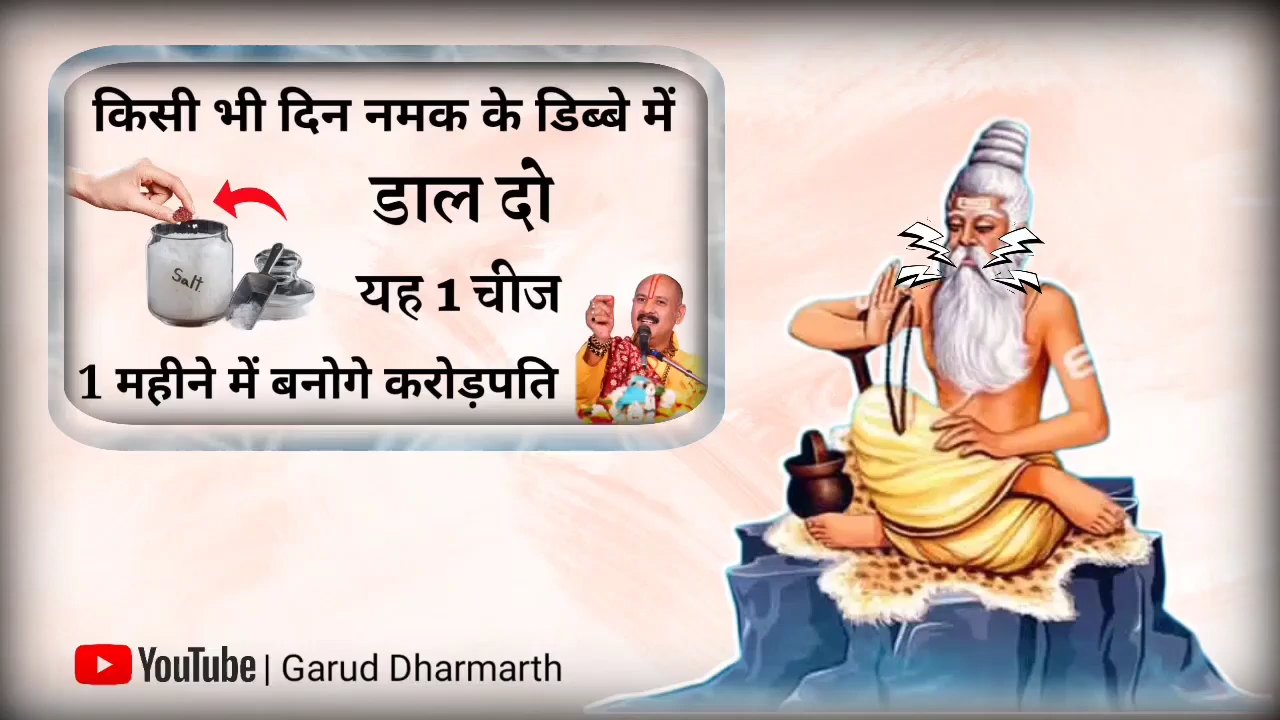 किसी भी दिन नमक के डिब्बे में
डाल दो
Salt
यह 1 चीज
1 महीने में बनोगे करोड़पति
YouTube | Garud Dharmarth